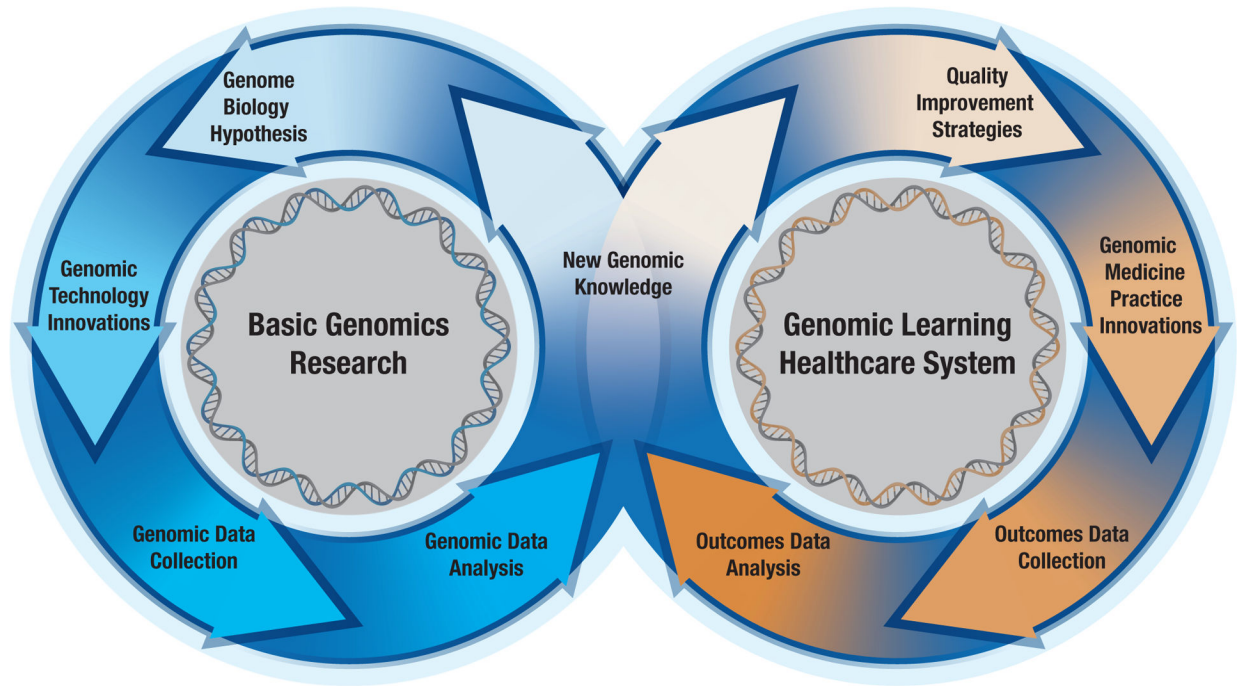 Genome
Biology
Hypothesis
Quality
Improvement
Strategies
Genomic
Technology
Innovations
New Genomic
Knowledge
Genomic
Medicine
Practice
Innovations
Basic Genomics
Research
Genomic Learning
Healthcare System
Genomic Data
Collection
Genomic Data
Analysis
Outcomes Data
Analysis
Outcomes Data
Collection